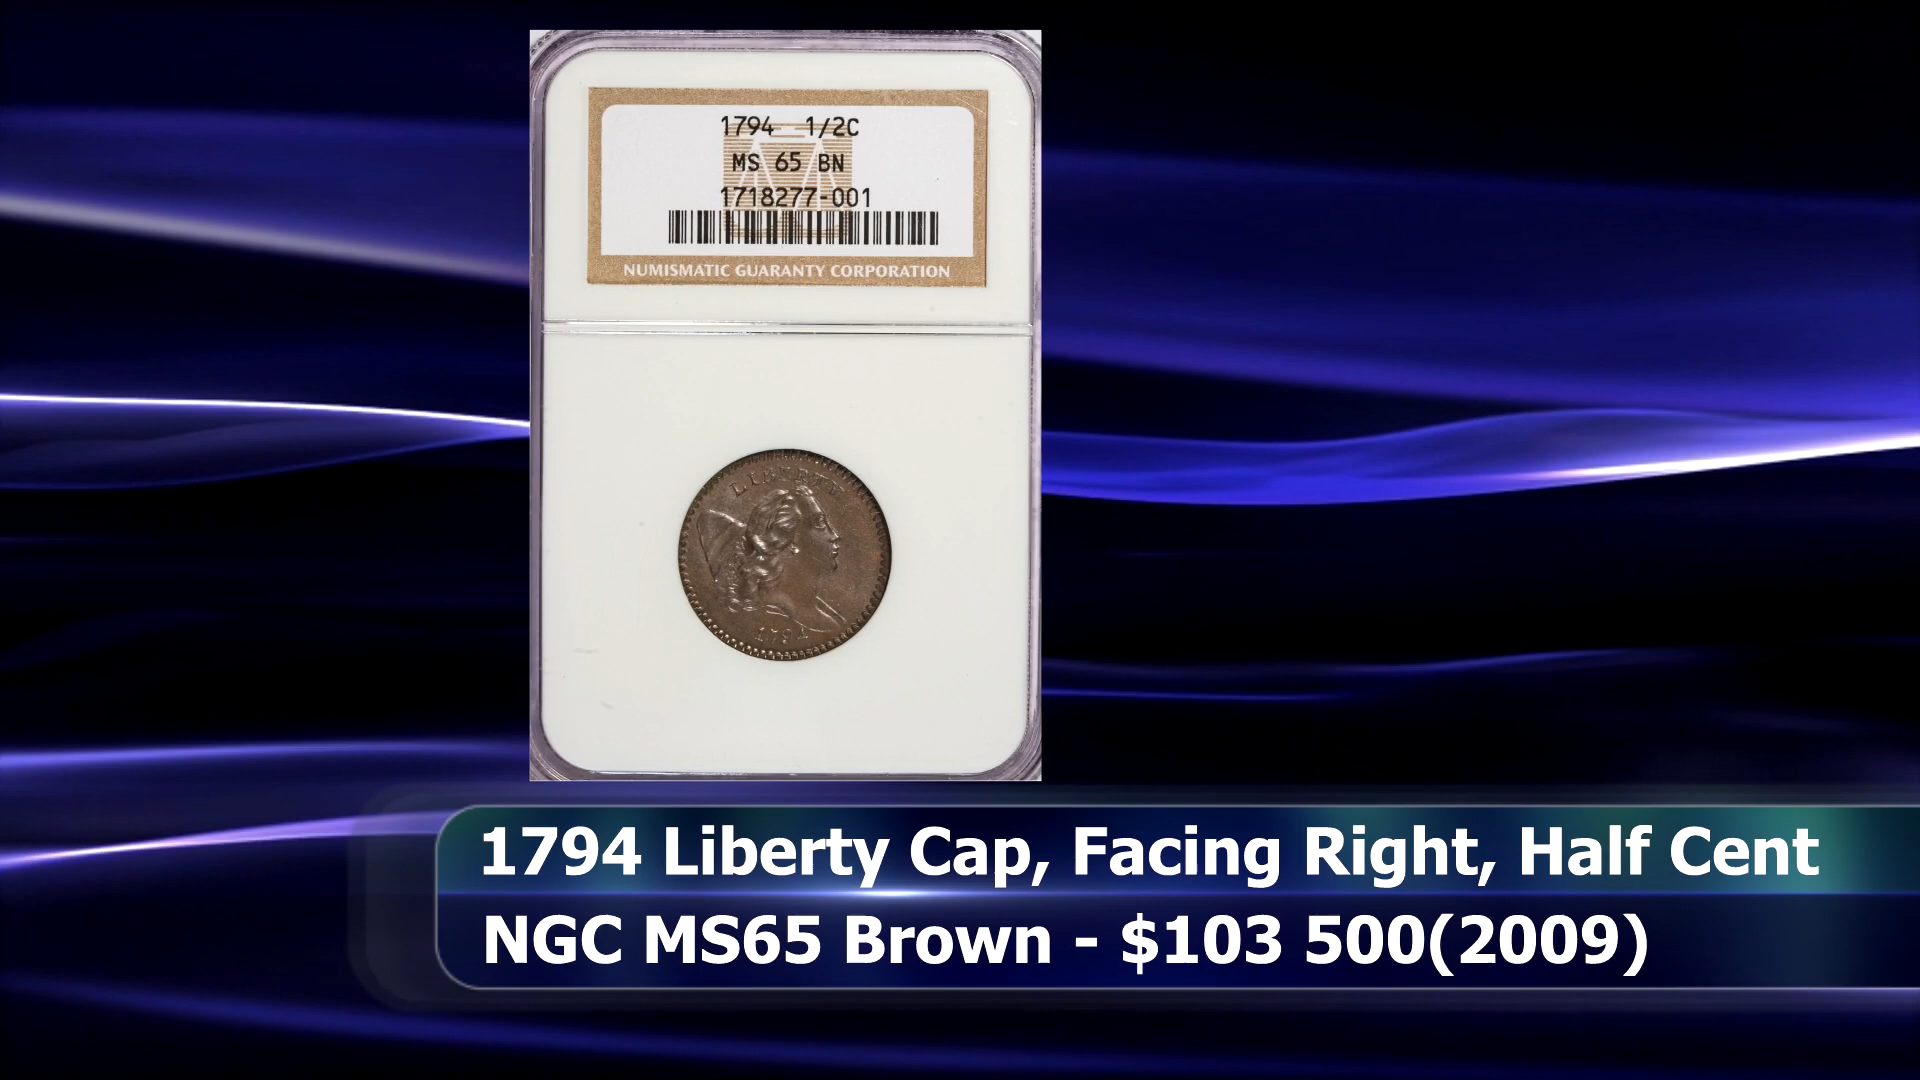 1794 1/2C
MS 65 BN
1718277-001
NUMISMATIC GUARANTY CORPORATION
LIBERTY
1794
1794 Liberty Cap, Facing Right, Half Cent
NGC MS65 Brown - $103 500(2009)